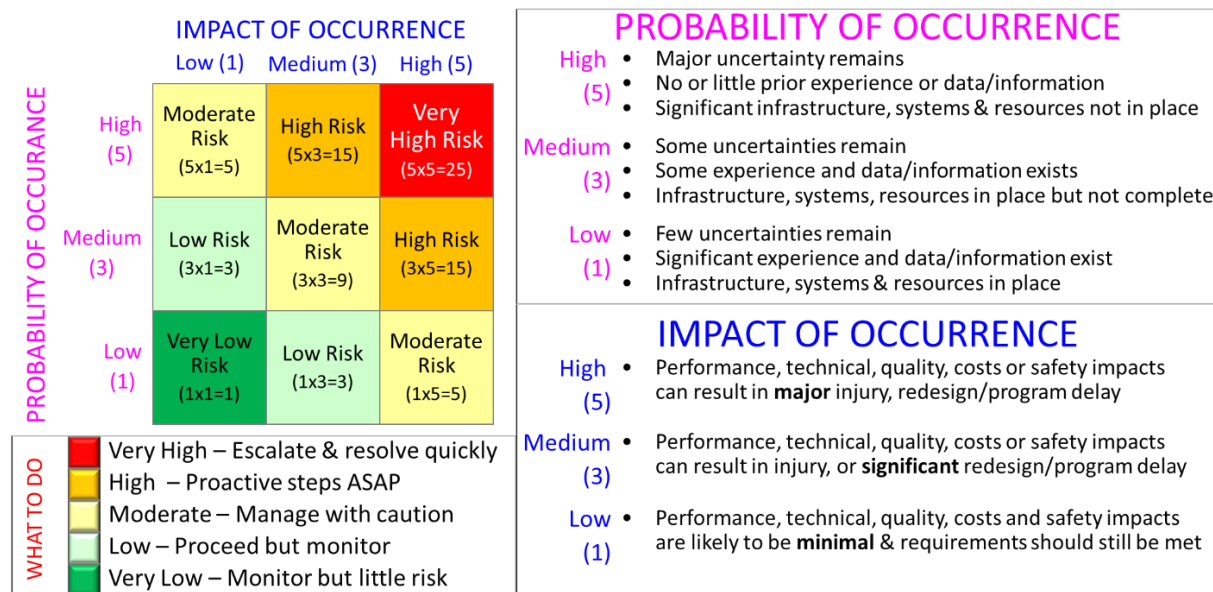 IMPACT OF OCCURRENCE
Low (1) Medium (3) High (5)
PROBABILITY OF OCCURANCE
High
(5)
Moderate
Risk
(5x1=5)
High Risk
(5x3=15)
Very
High Risk
(5x5=25)
Medium
(3)
Low Risk
(3x1=3)
Moderate
Risk
(3x3=9)
High Risk
(3x5=15)
Low
(1)
Very Low
Risk
(1x1=1)
Low Risk
(1x3=3)
Moderate
Risk
(1x5=5)
WHAT TO DO
Very High – Escalate & resolve quickly
High – Proactive steps ASAP
Moderate – Manage with caution
Low – Proceed but monitor
Very Low – Monitor but little risk
PROBABILITY OF OCCURRENCE
High
(5)
• Major uncertainty remains
• No or little prior experience or data/information
• Significant infrastructure, systems & resources not in place
Medium
(3)
• Some uncertainties remain
• Some experience and data/information exists
• Infrastructure, systems, resources in place but not complete
Low
(1)
• Few uncertainties remain
• Significant experience and data/information exist
• Infrastructure, systems & resources in place
IMPACT OF OCCURRENCE
High
(5)
• Performance, technical, quality, costs or safety impacts
can result in major injury, redesign/program delay
Medium
(3)
• Performance, technical, quality, costs or safety impacts
can result in injury, or significant redesign/program delay
Low
(1)
• Performance, technical, quality, costs and safety impacts
are likely to be minimal & requirements should still be met